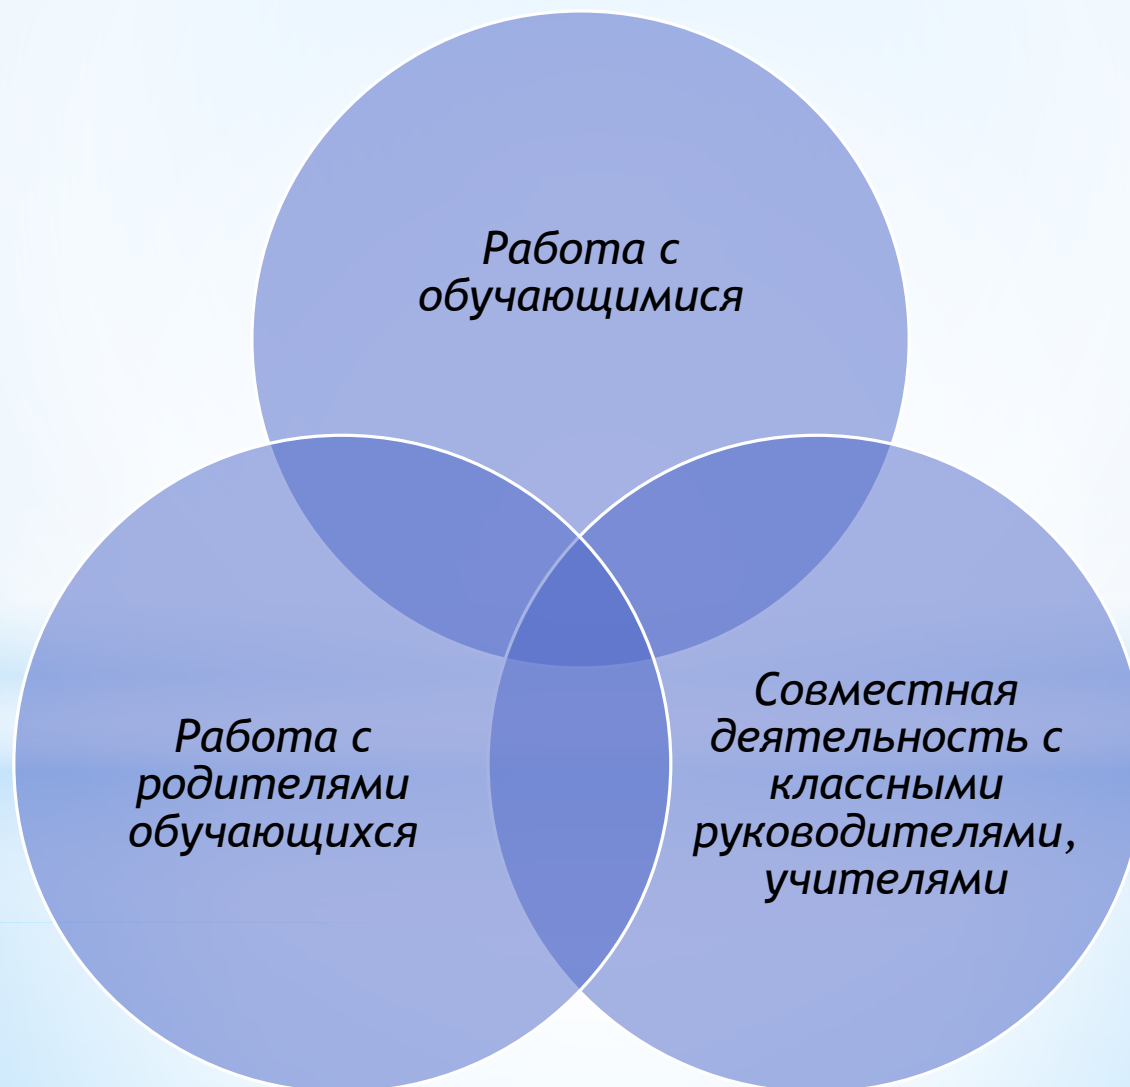 Работа с
обучающимися
Работа с
родителями
обучающихся
Совместная
деятельность с
классными
руководителями,
учителями